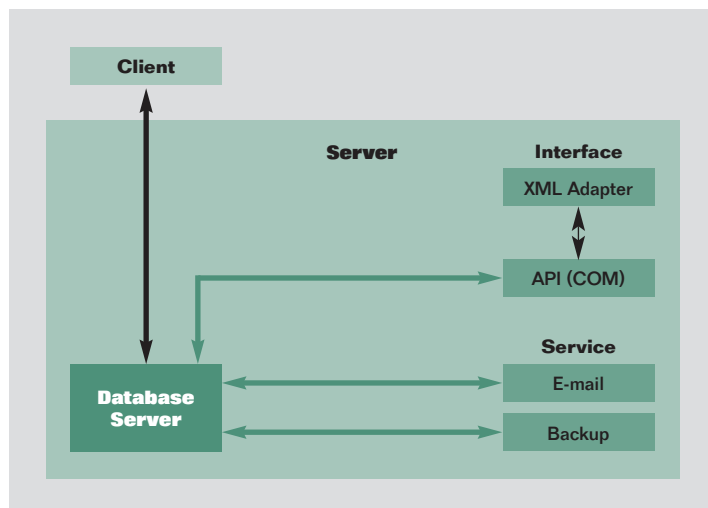 Client
Server
Interface
XML Adapter
API (COM)
Service
E-mail
Database
Server
Backup